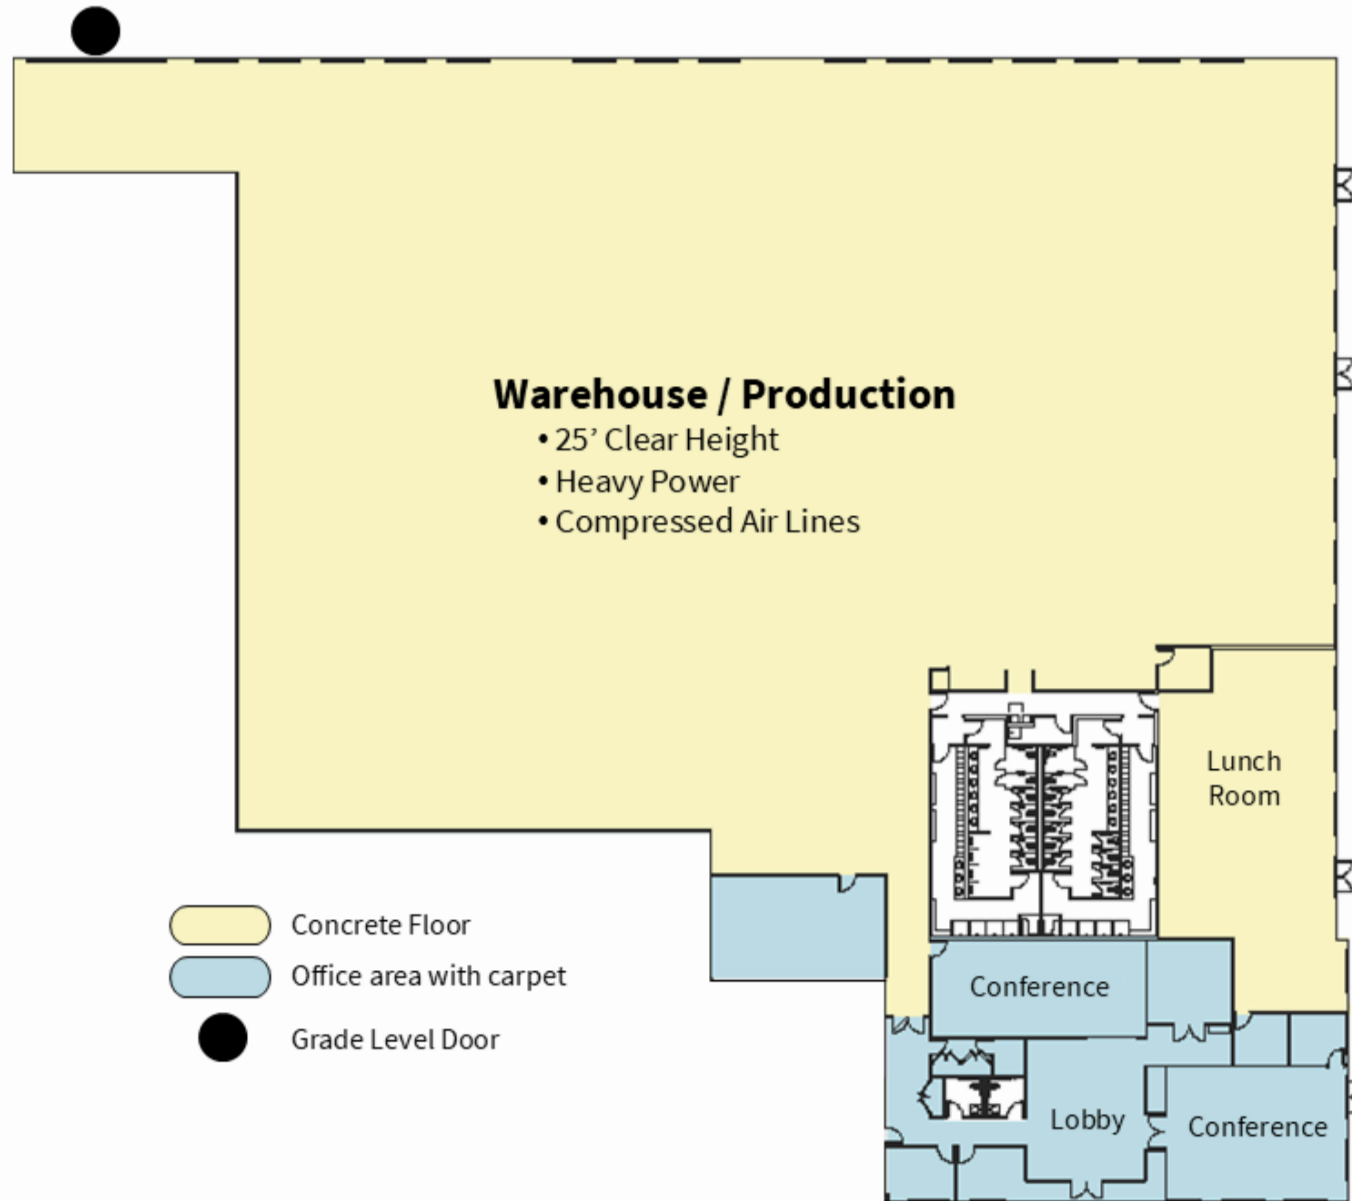 Warehouse / Production
• 25’ Clear Height
• Heavy Power
• Compressed Air Lines
Lunch
Room
Concrete Floor
Office area with carpet
Grade Level Door
Conference
Lobby
Conference